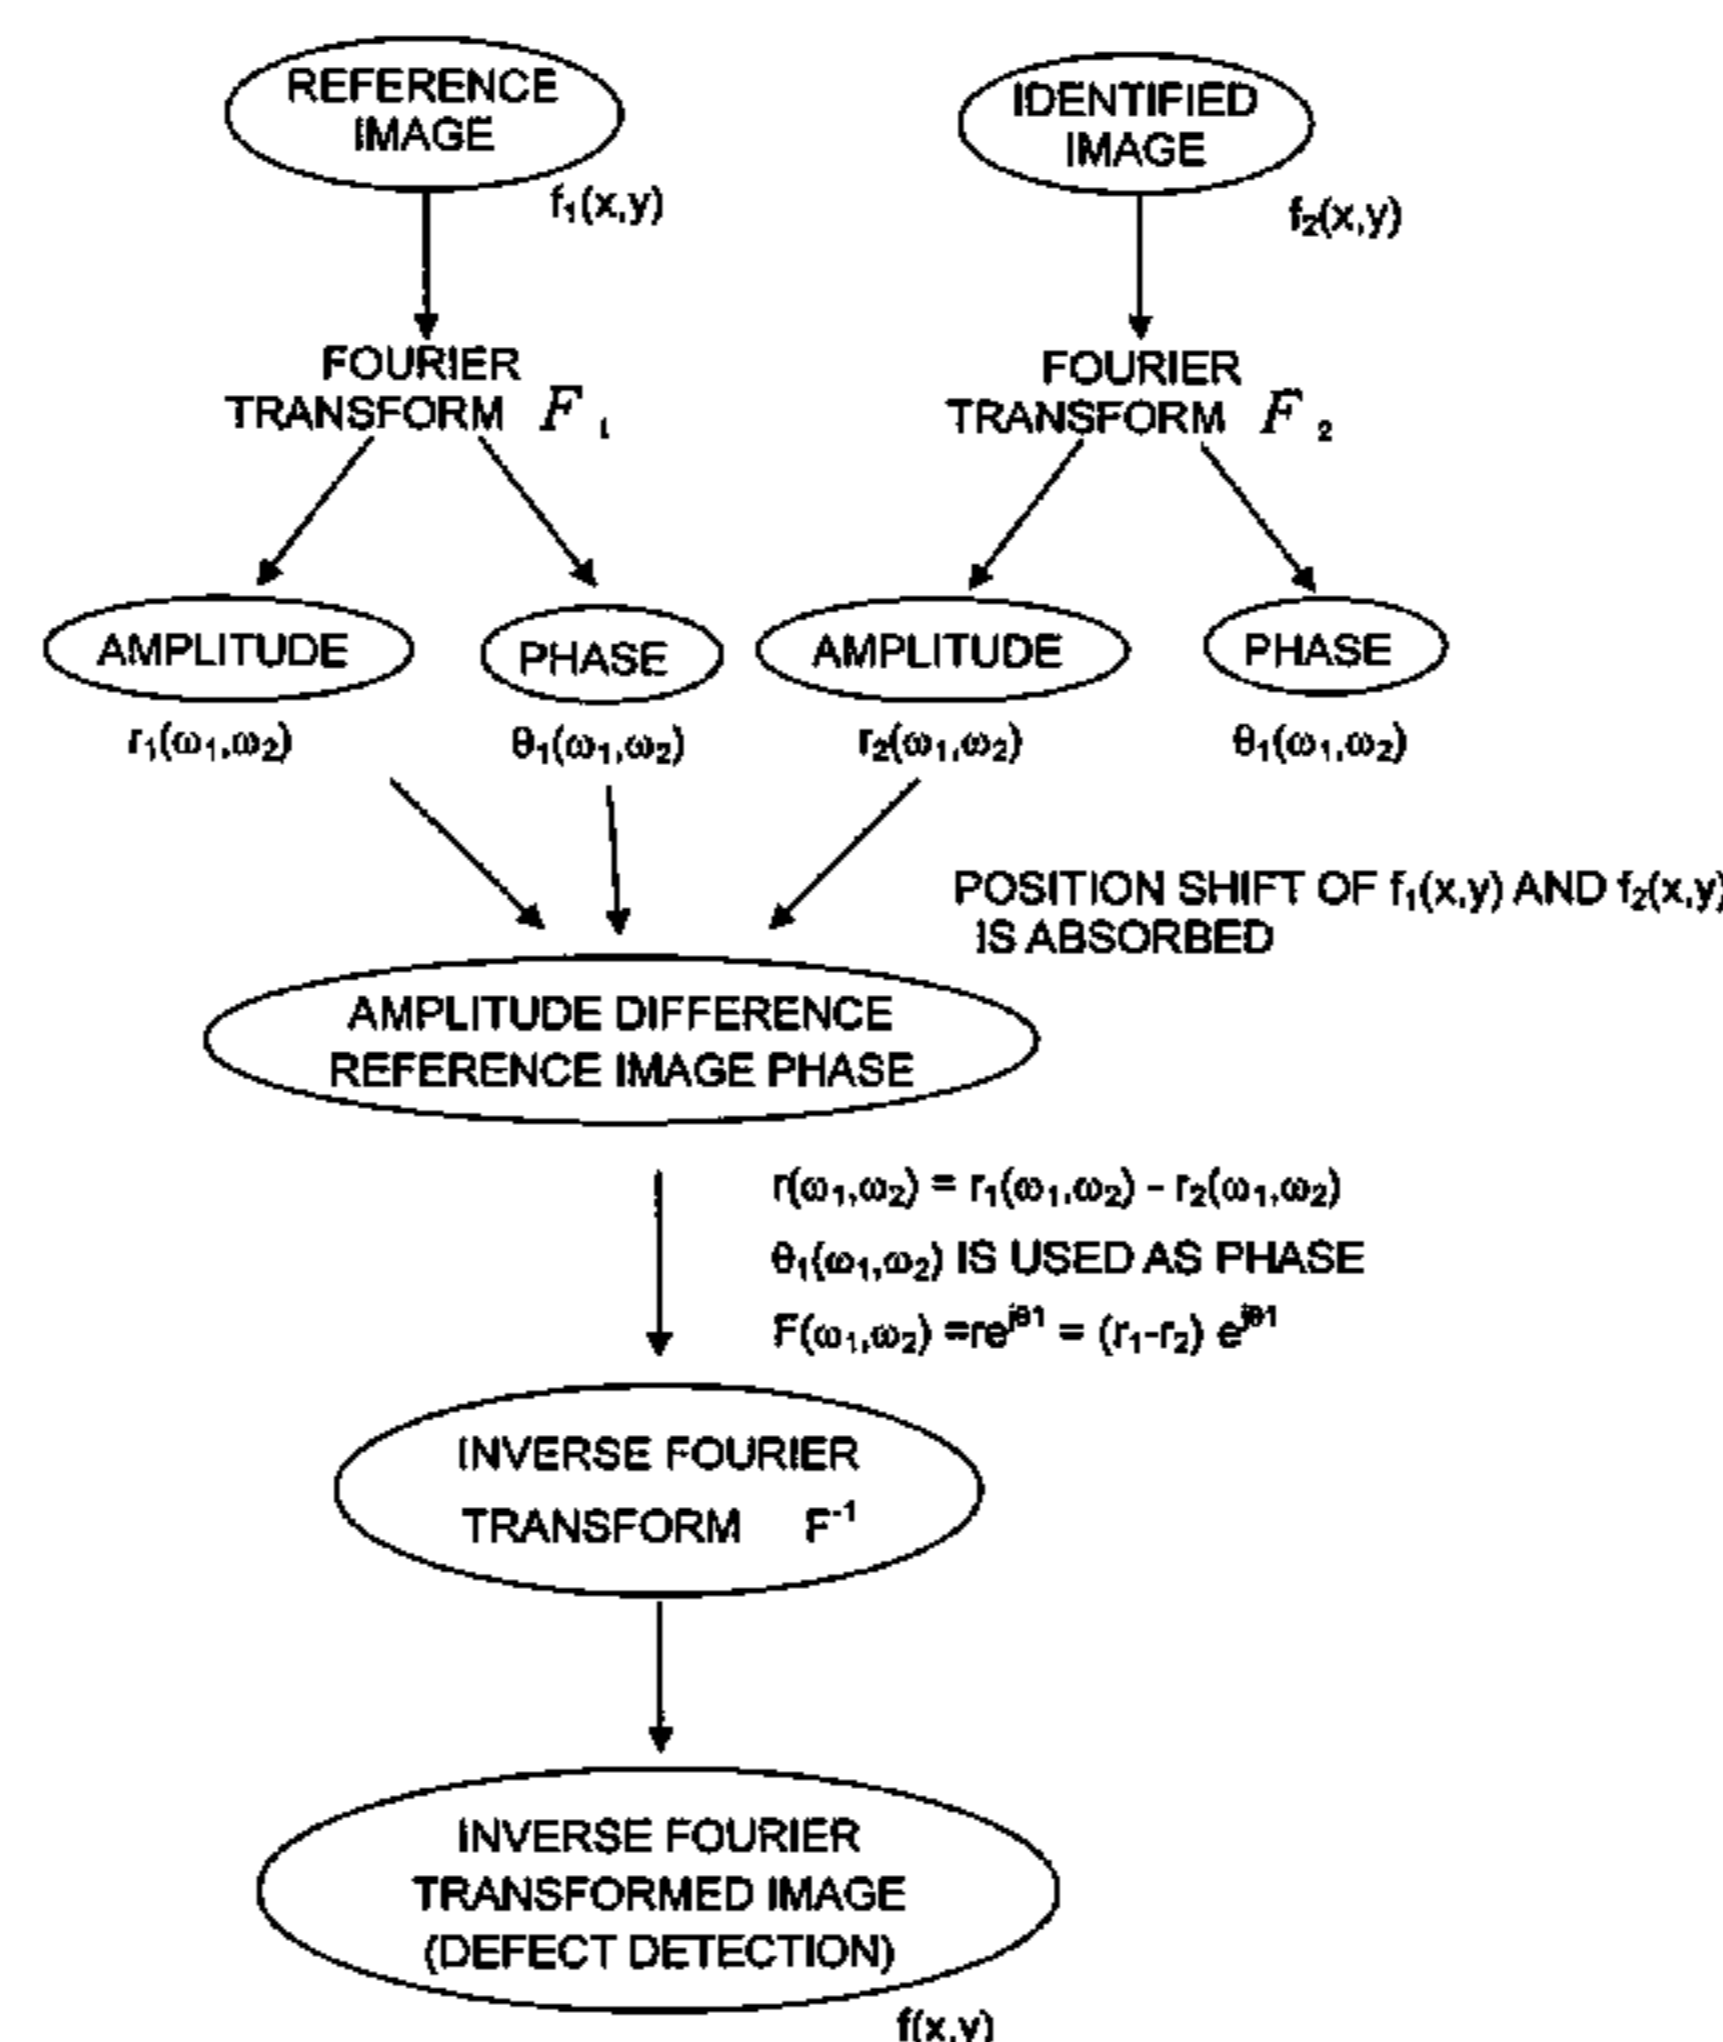 REFERENCE
IMAGE
f₁(x,y)
IDENTIFIED
IMAGE
f₂(x,y)
FOURIER
TRANSFORM F₁
FOURIER
TRANSFORM F₂
AMPLITUDE
r₁(ω₁,ω₂)
PHASE
θ₁(ω₁,ω₂)
AMPLITUDE
r₂(ω₁,ω₂)
PHASE
θ₁(ω₁,ω₂)
POSITION SHIFT OF f₁(x,y) AND f₂(x,y)
IS ABSORBED
AMPLITUDE DIFFERENCE
REFERENCE IMAGE PHASE
r(ω₁,ω₂) = r₁(ω₁,ω₂) - r₂(ω₁,ω₂)
θ₁(ω₁,ω₂) IS USED AS PHASE
F(ω₁,ω₂) =re^jθ1 = (r₁-r₂) e^jθ1
INVERSE FOURIER
TRANSFORM F⁻¹
INVERSE FOURIER
TRANSFORMED IMAGE
(DEFECT DETECTION)
f(x,y)